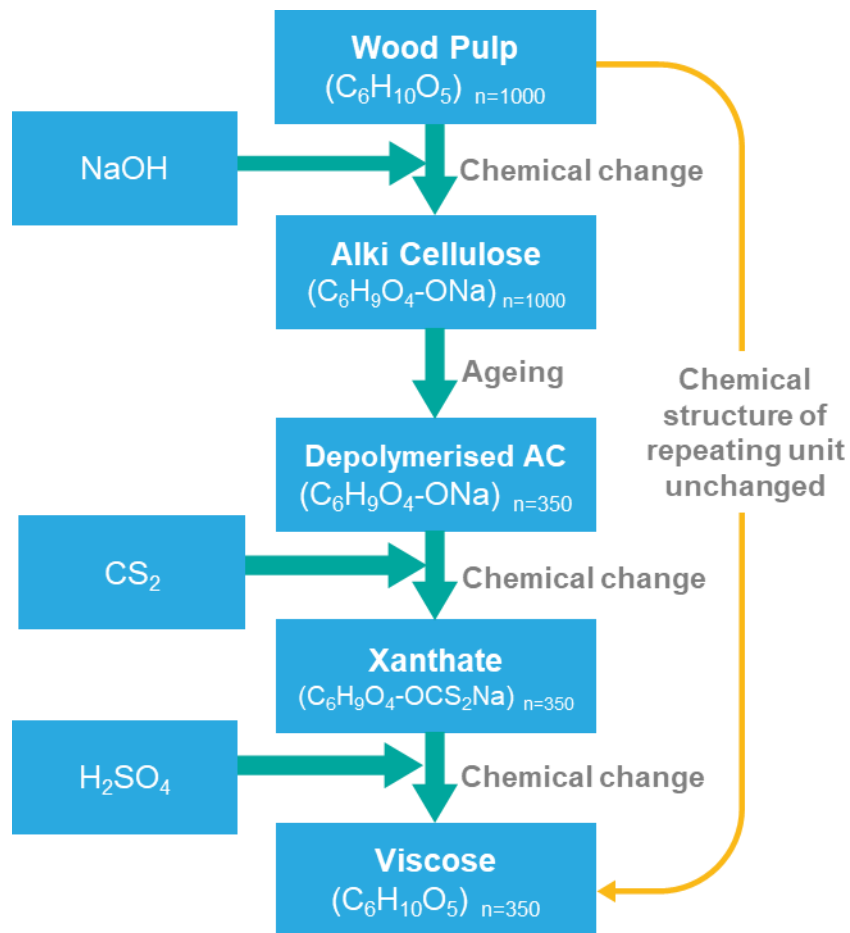 Wood Pulp
(C₆H₁₀O₅) n=1000
NaOH
Chemical change
Alki Cellulose
(C₆H₉O₄-ONa) n=1000
Ageing
Chemical
structure of
repeating unit
unchanged
Depolymerised AC
(C₆H₉O₄-ONa) n=350
CS₂
Chemical change
Xanthate
(C₆H₉O₄-OCS₂Na) n=350
H₂SO₄
Chemical change
Viscose
(C₆H₁₀O₅) n=350